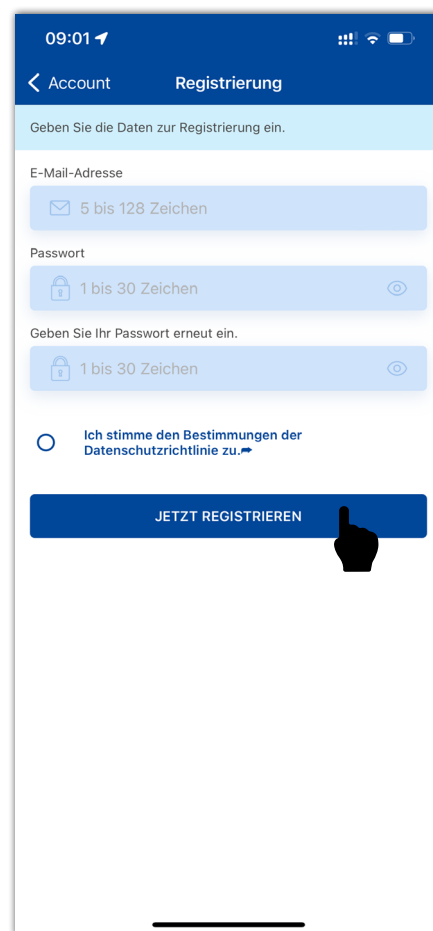 09:01
Account
Registrierung
Geben Sie die Daten zur Registrierung ein.
E-Mail-Adresse
5 bis 128 Zeichen
Passwort
1 bis 30 Zeichen
Geben Sie Ihr Passwort erneut ein.
1 bis 30 Zeichen
Ich stimme den Bestimmungen der
Datenschutzrichtlinie zu.
JETZT REGISTRIEREN